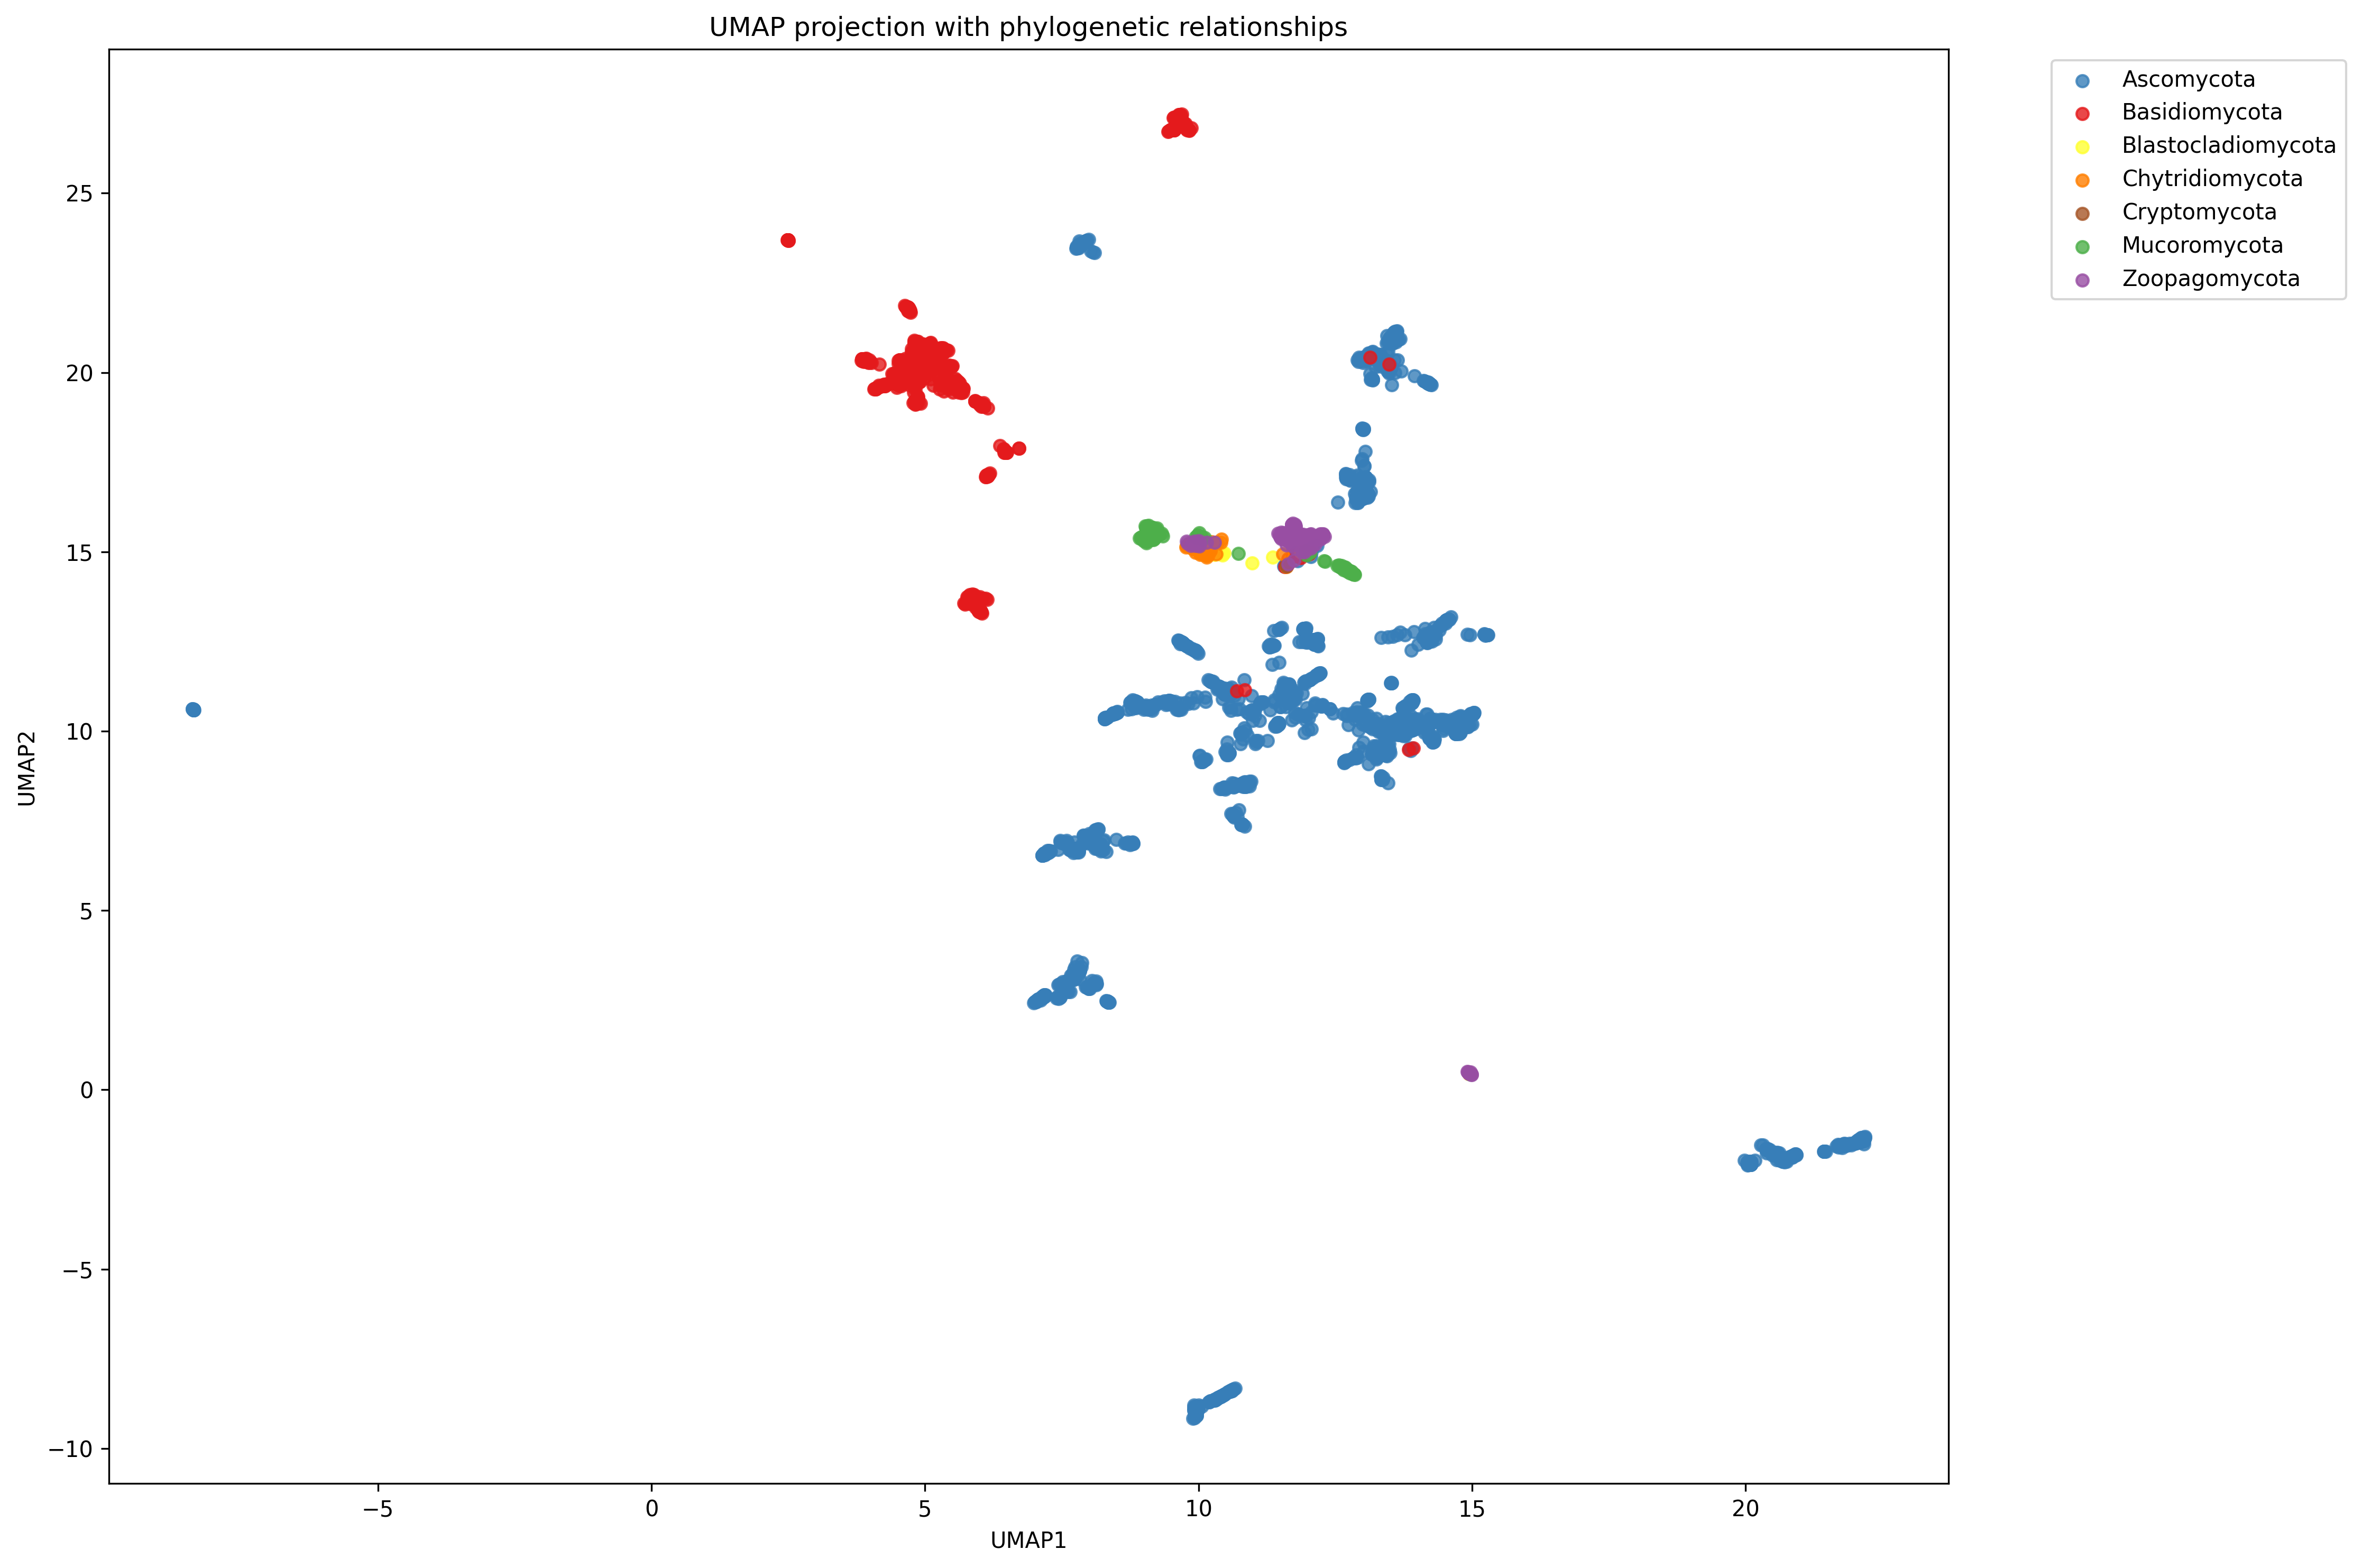 UMAP projection with phylogenetic relationships
Ascomycota
Basidiomycota
Blastocladiomycota
Chytridiomycota
Cryptomycota
Mucoromycota
Zoopagomycota
25
20
15
10
5
0
−5
−10
UMAP2
−5
0
5
10
15
20
UMAP1